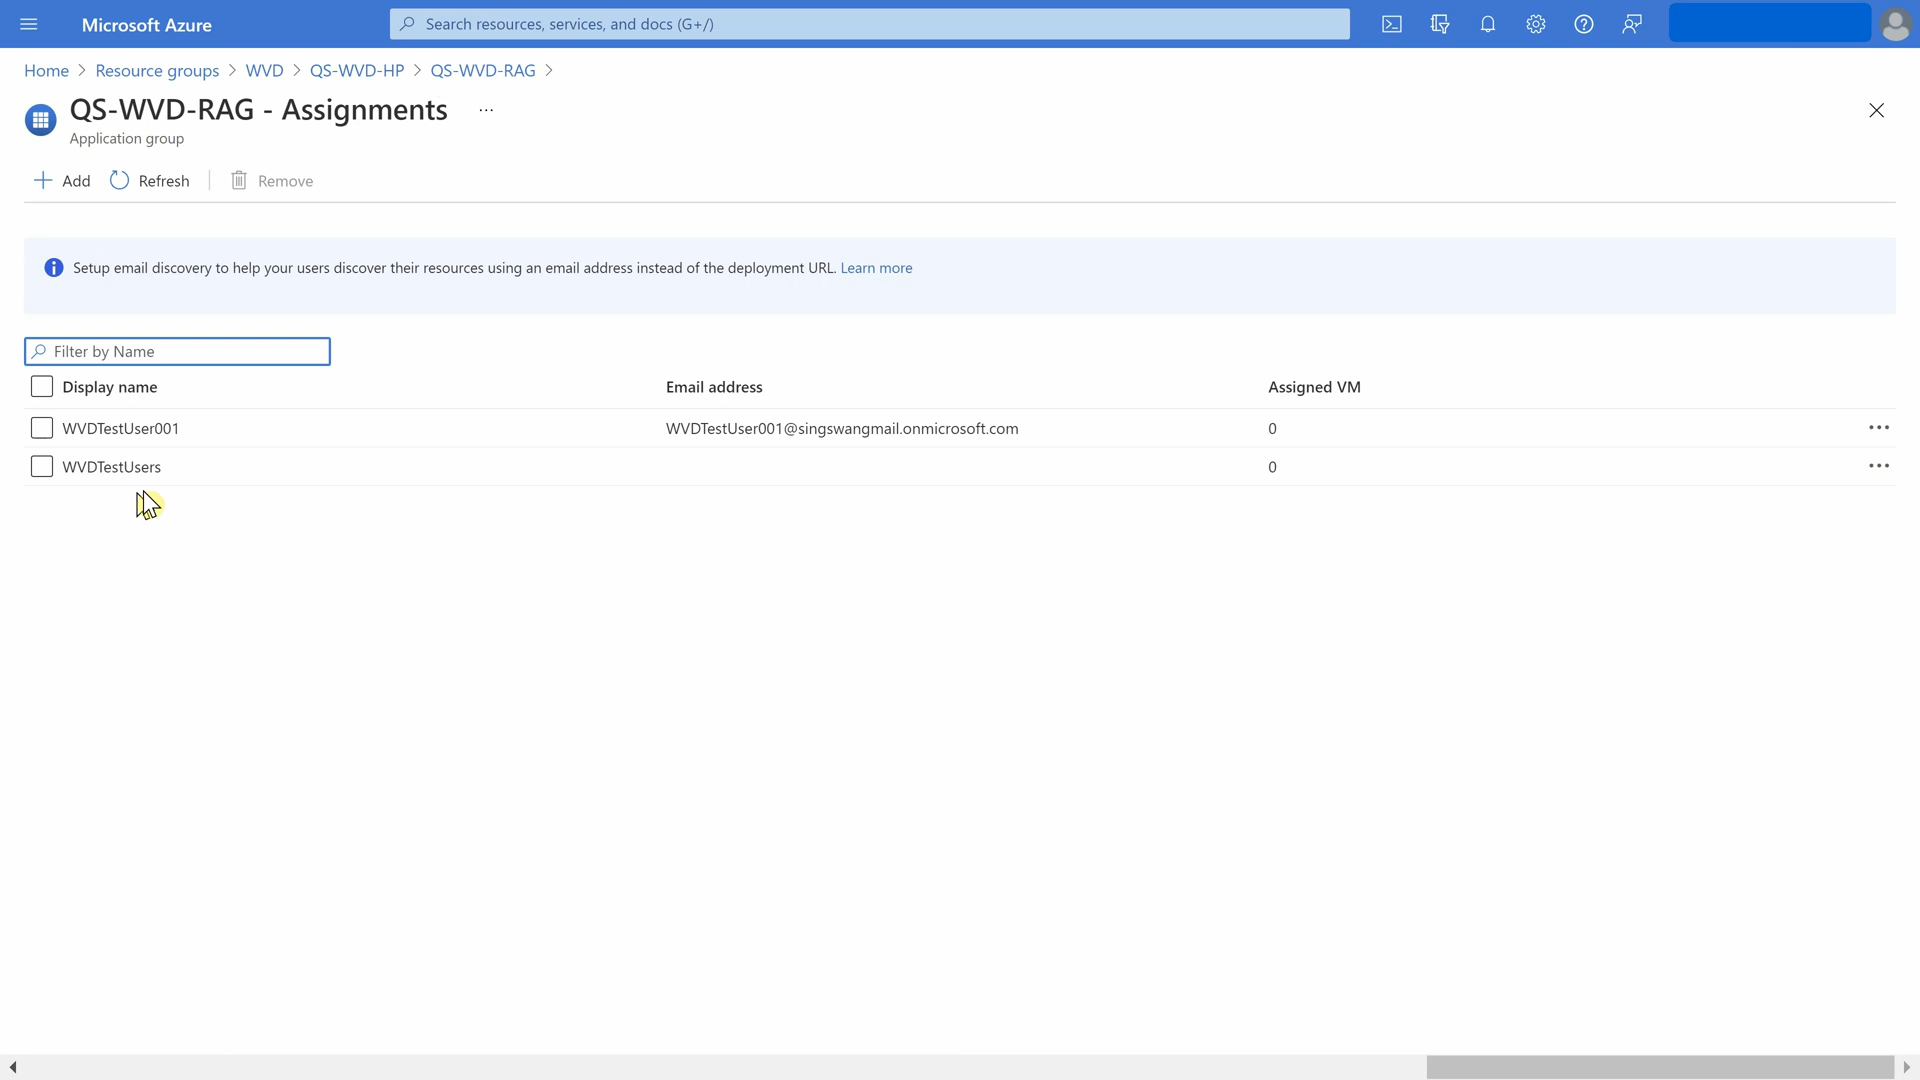 Microsoft Azure
Search resources, services, and docs (G+/)
Home > Resource groups > WVD > QS-WVD-HP > QS-WVD-RAG >
QS-WVD-RAG - Assignments ...
Application group
Add Refresh Remove
Setup email discovery to help your users discover their resources using an email address instead of the deployment URL. Learn more
Filter by Name
Display name Email address Assigned VM
WVDTestUser001 WVDTestUser001@singswangmail.onmicrosoft.com 0
WVDTestUsers 0